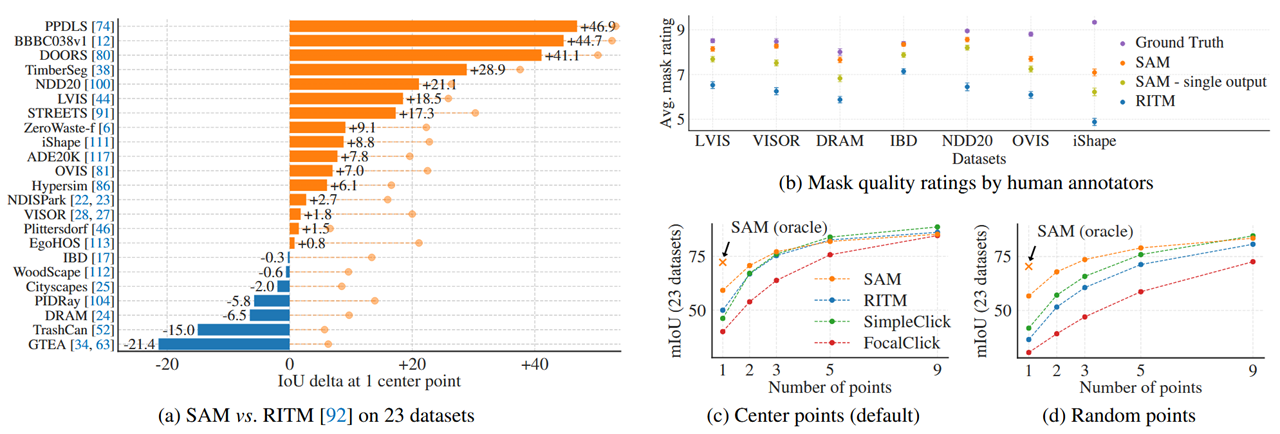 PPDLS [74]
+46.9
BBBC038v1 [12]
+44.7
DOORS [80]
+41.1
TimberSeg [38]
+28.9
NDD20 [100]
+21.1
LVIS [44]
+18.5
STREETS [91]
+17.3
ZeroWaste-f [6]
+9.1
iShape [111]
+8.8
ADE20K [117]
+7.8
OVIS [81]
+7.0
Hypersim [86]
+6.1
NDISPark [22, 23]
+2.7
VISOR [28, 27]
+1.8
Plittersdorf [46]
+1.5
EgoHOS [113]
+0.8
IBD [17]
-0.3
WoodScape [112]
-0.6
Cityscapes [25]
-2.0
PIDRay [104]
-5.8
DRAM [24]
-6.5
TrashCan [52]
-15.0
GTEA [34, 63]
-21.4
-20 0 +20 +40
IoU delta at 1 center point
(a) SAM vs. RITM [92] on 23 datasets
Avg. mask rating
9
7
5
Ground Truth
SAM
SAM - single output
RITM
LVIS VISOR DRAM IBD NDD20 OVIS iShape
Datasets
(b) Mask quality ratings by human annotators
mIoU (23 datasets)
75
50
SAM (oracle)
SAM
RITM
SimpleClick
FocalClick
1 2 3 5 9
Number of points
(c) Center points (default)
mIoU (23 datasets)
75
50
SAM (oracle)
1 2 3 5 9
Number of points
(d) Random points